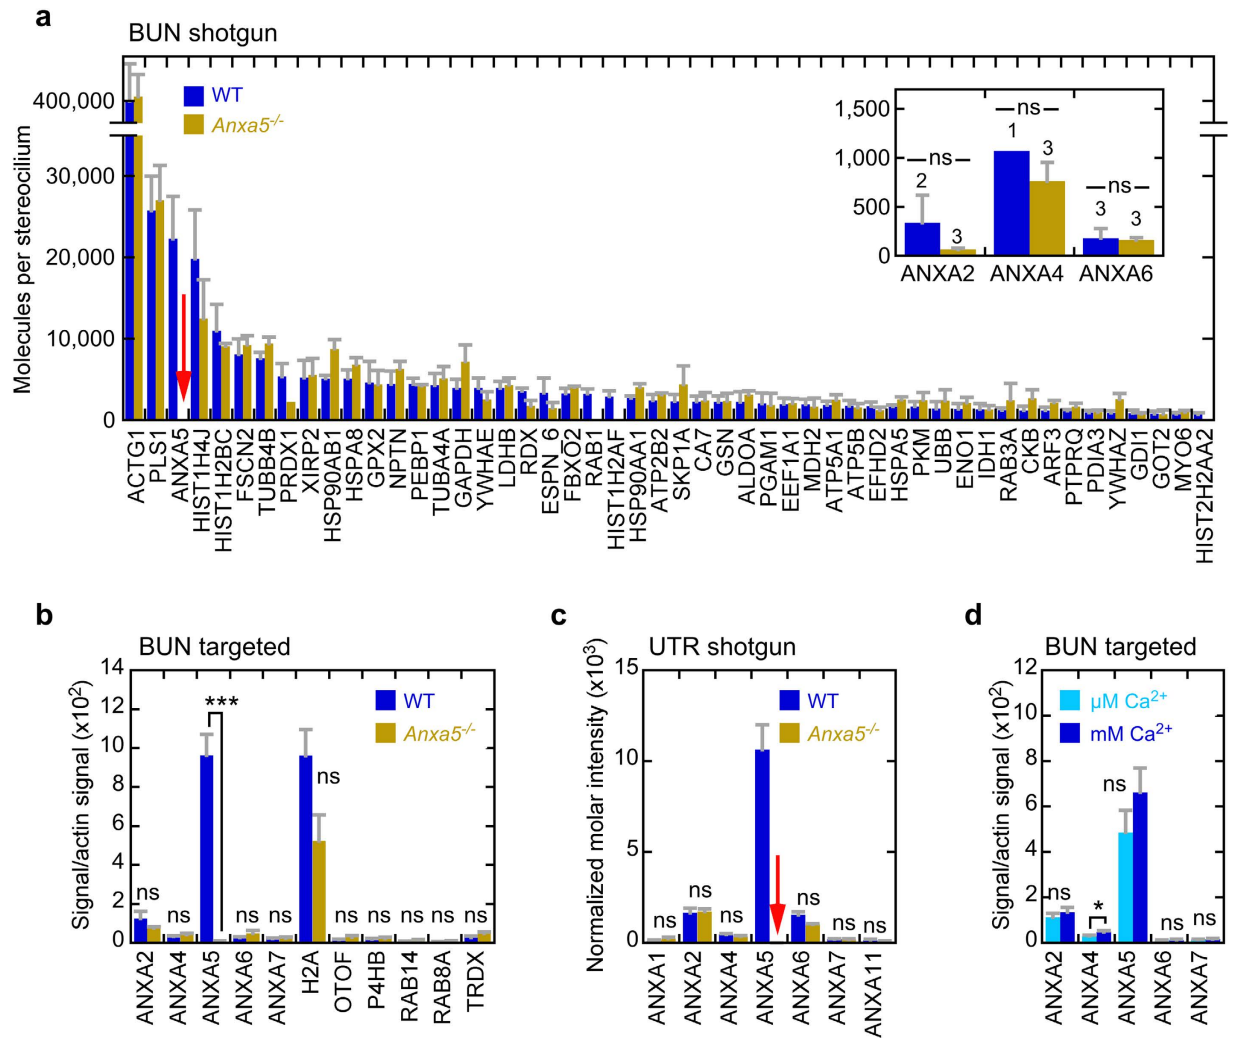 a
BUN shotgun
Molecules per stereocilium
400,000
30,000
20,000
10,000
0
WT
Anxa5-/-
1,500
1,000
500
0
ns
2
3
ns
1
3
ns
3
3
ANXA2
ANXA4
ANXA6
ACTG1
PLS1
ANXA5
HIST1H4J
HIST1H2BC
FSCN2
TUBB4B
PRDX1
XIRP2
HSP90AB1
HSPA8
GPX2
NPTN
PEBP1
TUBA4A
GAPDH
YWHAE
LDHB
RDX
ESPN_6
FBXO2
RAB1
HIST1H2AF
HSP90AA1
ATP2B2
SKP1A
CA7
GSN
ALDOA
PGAM1
EEF1A1
MDH2
ATP5A1
ATP5B
EFHD2
HSPA5
PKM
UBB
ENO1
IDH1
RAB3A
CKB
ARF3
PTPRQ
PDIA3
YWHAZ
GDI1
GOT2
MYO6
HIST2H2AA2
b
BUN targeted
Signal/actin signal (x10²)
14
12
10
8
6
4
2
0
WT
Anxa5-/-
ns
ns
***
ns
ns
ns
ns
ns
ns
ns
ns
ANXA2
ANXA4
ANXA5
ANXA6
ANXA7
H2A
OTOF
P4HB
RAB14
RAB8A
TRDX
c
UTR shotgun
Normalized molar intensity (x10³)
15
10
5
0
WT
Anxa5-/-
ns
ns
ns
ns
ns
ns
ANXA1
ANXA2
ANXA4
ANXA5
ANXA6
ANXA7
ANXA11
d
BUN targeted
Signal/actin signal (x10²)
12
10
8
6
4
2
0
µM Ca²⁺
mM Ca²⁺
ns
*
ns
ns
ns
ANXA2
ANXA4
ANXA5
ANXA6
ANXA7